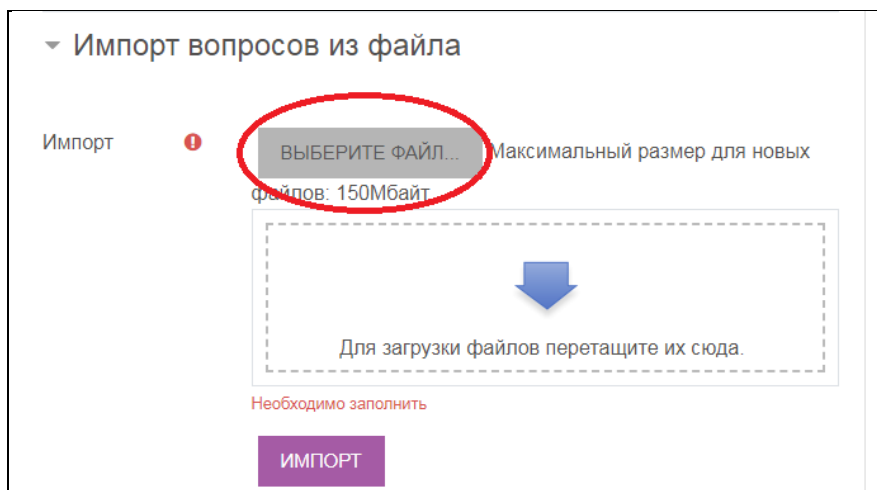 Импорт вопросов из файла
Импорт ВЫБЕРИТЕ ФАЙЛ... Максимальный размер для новых
файлов: 150Мбайт
Для загрузки файлов перетащите их сюда.
Необходимо заполнить
ИМПОРТ